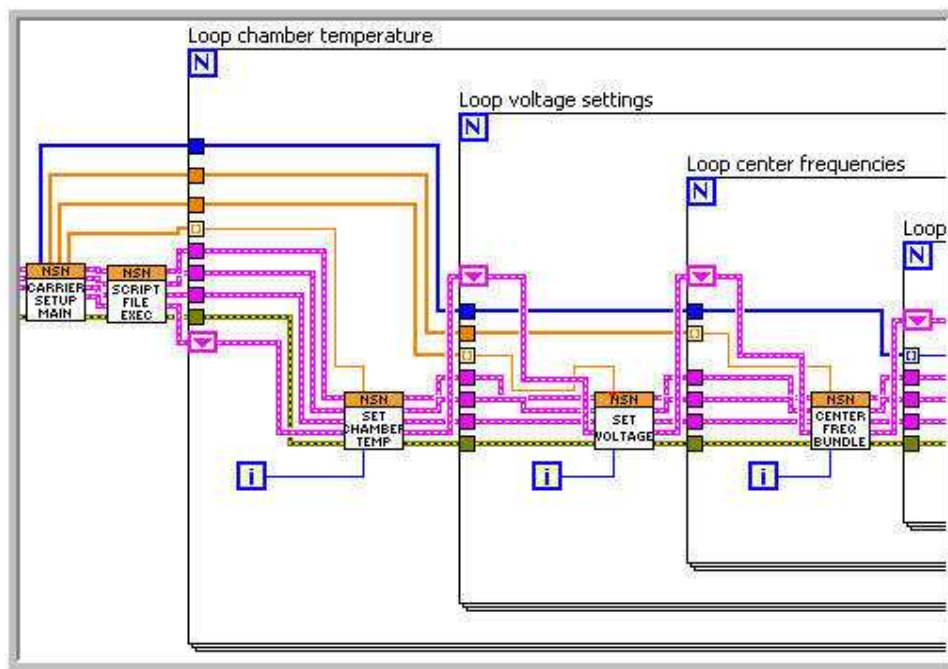 Loop chamber temperature
N
Loop voltage settings
N
Loop center frequencies
N
Loop
N
NSN
CARRIER
SETUP
MAIN
NSN
SCRIPT
FILE
EXEC
NSN
SET
CHAMBER
TEMP
NSN
SET
VOLTAGE
NSN
CENTER
FREQ
BUNDLE
i
i
i